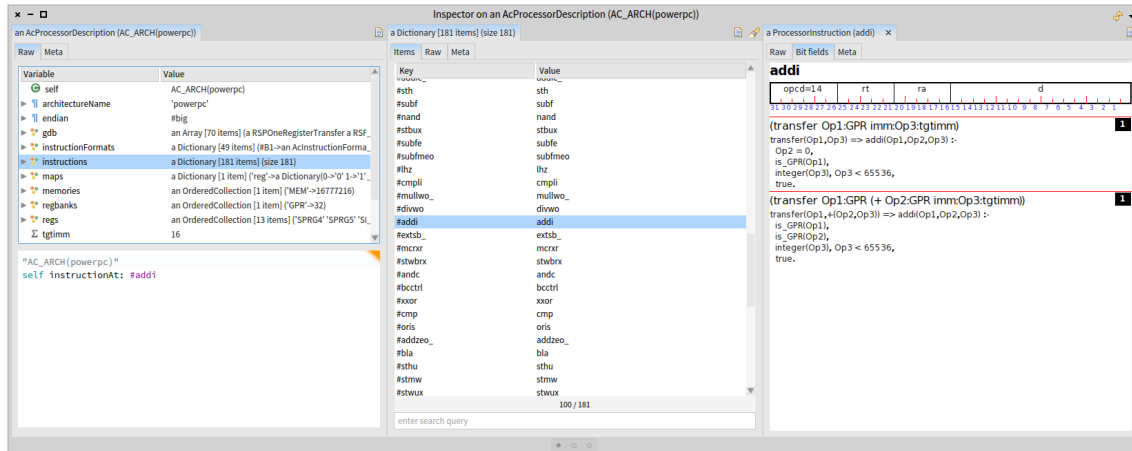 Inspector on an AcProcessorDescription (AC_ARCH(powerpc))
an AcProcessorDescription (AC_ARCH(powerpc))
Raw Meta
Variable Value
self AC_ARCH(powerpc)
architectureName 'powerpc'
endian #big
gdb an Array [70 items] (a RSPOneRegisterTransfer a RSF_
instructionFormats a Dictionary [49 items] (#B1->an AcInstructionForma_
instructions a Dictionary [181 items] (size 181)
maps a Dictionary [1 item] ('reg'->a Dictionary(0->'0' 1->'1'_
memories an OrderedCollection [1 item] ('MEM'->16777216)
regbanks an OrderedCollection [1 item] ('GPR'->32)
regs an OrderedCollection [13 items] ('SPRG4' 'SPRG5' 'SI_
Σ tgtimm 16
"AC_ARCH(powerpc)"
self instructionAt: #addi
a Dictionary [181 items] (size 181)
Items Raw Meta
Key Value
#sth sth
#subf subf
#nand nand
#stbux stbux
#subfe subfe
#subfmeo subfmeo
#lhz lhz
#cmpli cmpli
#mullwo_ mullwo_
#divwo divwo
#addi addi
#extsb_ extsb_
#mcrxr mcrxr
#stwbrx stwbrx
#andc andc
#bcctrl bcctrl
#xxor xxor
#cmp cmp
#oris oris
#addzeo_ addzeo_
#bla bla
#sthu sthu
#stmw stmw
#stwux stwux
100 / 181
enter search query
a ProcessorInstruction (addi) ×
Raw Bit fields Meta
addi
opcd=14 rt ra d
31 30 29 28 27 26 25 24 23 22 21 20 19 18 17 16 15 14 13 12 11 10 9 8 7 6 5 4 3 2 1
(transfer Op1:GPR imm:Op3:tgtimm) 1
transfer(Op1,Op3) => addi(Op1,Op2,Op3) :-
Op2 = 0,
is_GPR(Op1),
integer(Op3), Op3 < 65536,
true.
(transfer Op1:GPR (+ Op2:GPR imm:Op3:tgtimm)) 1
transfer(Op1,+(Op2,Op3)) => addi(Op1,Op2,Op3) :-
is_GPR(Op1),
is_GPR(Op2),
integer(Op3), Op3 < 65536,
true.